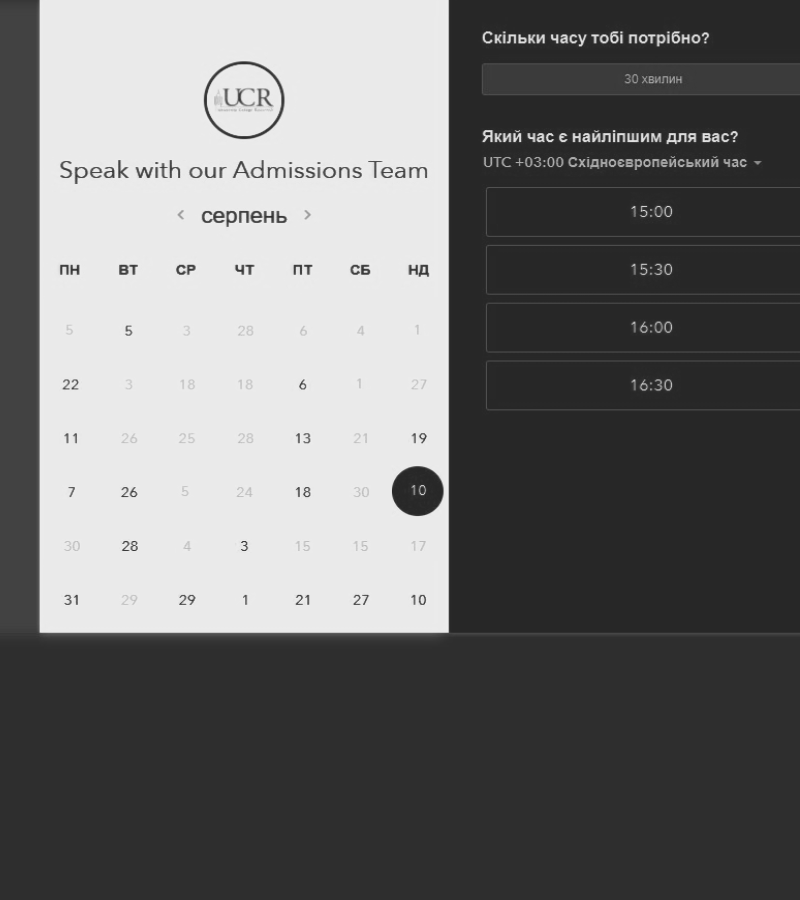 UCR
Speak with our Admissions Team
серпень
ПН ВТ СР ЧТ ПТ СБ НД
5 5 3 28 6 4 1
22 3 18 18 6 1 27
11 26 25 28 13 21 19
7 26 5 24 18 30 10
30 28 4 3 15 15 17
31 29 29 1 21 27 10
Скільки часу тобі потрібно?
30 хвилин
Який час є найліпшим для вас?
UTC +03:00 Східноєвропейський час
15:00
15:30
16:00
16:30